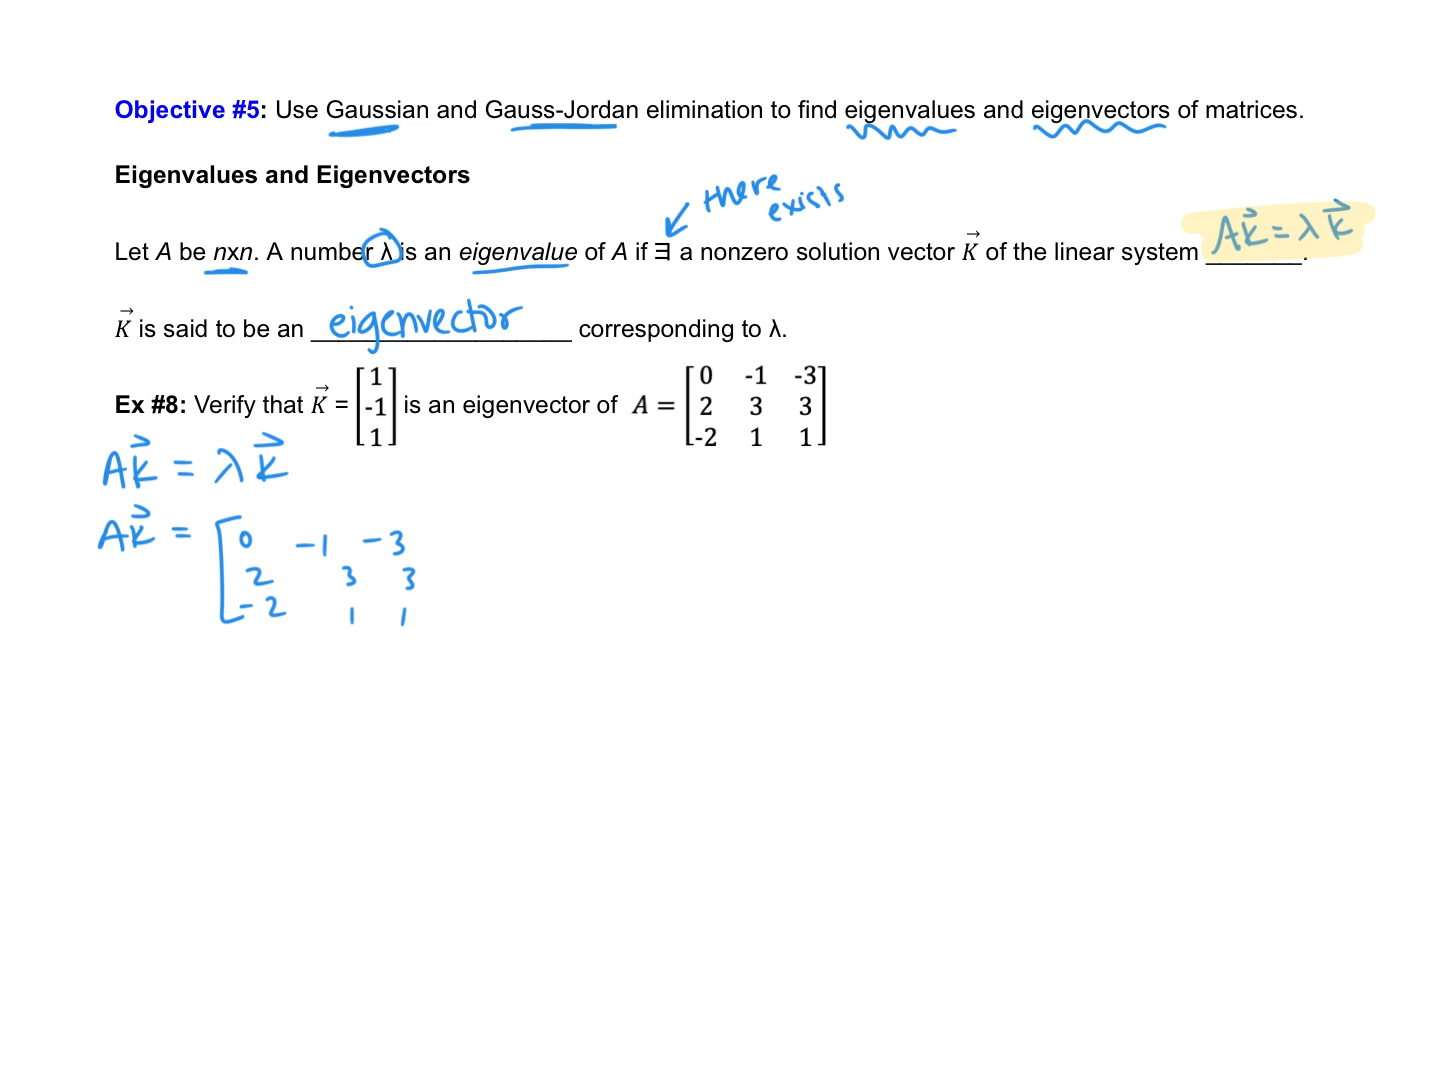 Objective #5: Use Gaussian and Gauss-Jordan elimination to find eigenvalues and eigenvectors of matrices.
Eigenvalues and Eigenvectors
there exists
Let A be nxn. A number λ is an eigenvalue of A if ∃ a nonzero solution vector K⃗ of the linear system AK⃗ = λK⃗.
K⃗ is said to be an eigenvector corresponding to λ.
Ex #8: Verify that K⃗ = [1 -1 1] is an eigenvector of A = [0 -1 -3
2 3 3
-2 1 1]
AK⃗ = λK⃗
AK⃗ = [0 -1 -3
2 3 3
-2 1 1